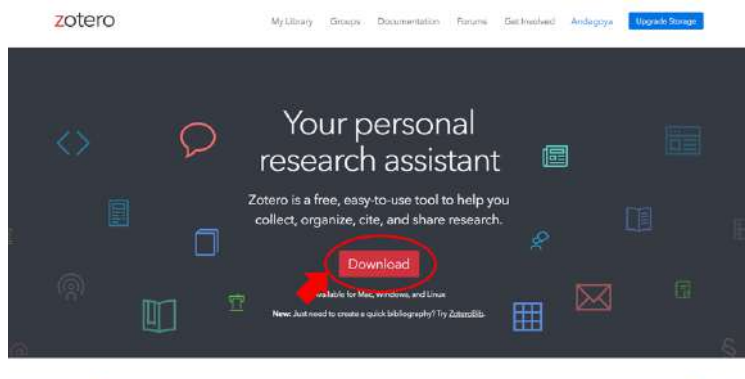 zotero
My Library Groups Documentation Forums Get Involved Andagoya Upgrade Storage
Your personal
research assistant
Zotero is a free, easy-to-use tool to help you
collect, organize, cite, and share research.
Download
Available for Mac, Windows, and Linux
New: Just need to create a quick bibliography? Try ZoteroBib.